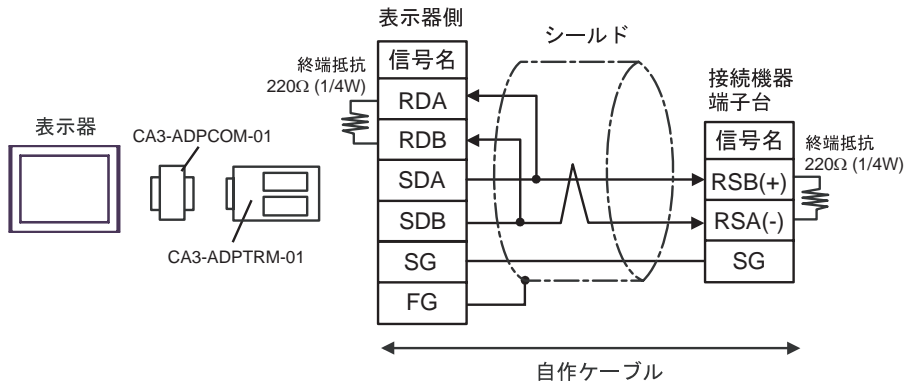 表示器側
シールド
信号名
終端抵抗
220Ω (1/4W)
RDA
RDB
SDA
SDB
SG
FG
表示器
CA3-ADPCOM-01
CA3-ADPTRM-01
接続機器
端子台
信号名
RSB(+)
RSA(-)
SG
終端抵抗
220Ω (1/4W)
自作ケーブル